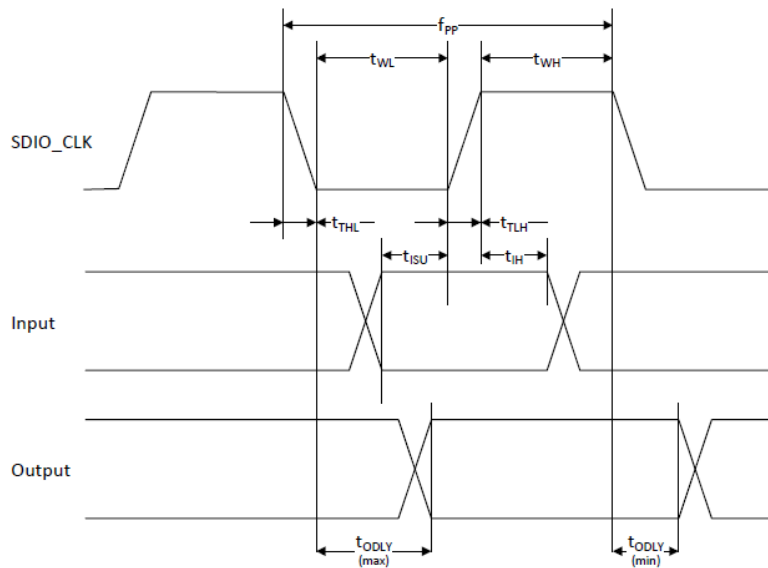 fPP
tWL
tWH
SDIO_CLK
tTHL
tTLH
tISU
tIH
Input
Output
tODLY
(max)
tODLY
(min)